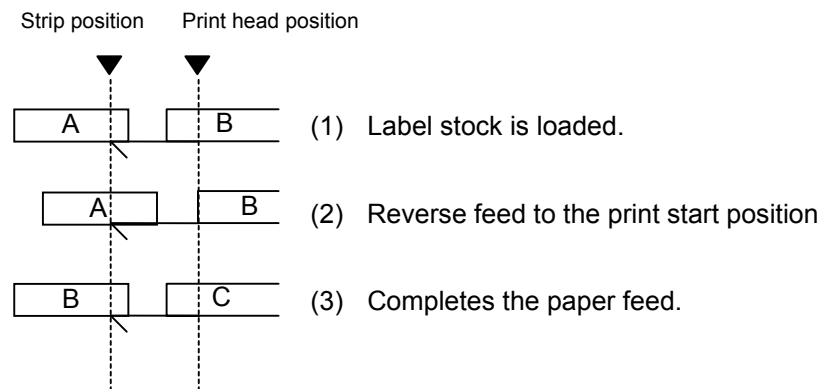 Strip position Print head position
A B (1) Label stock is loaded.
A B (2) Reverse feed to the print start position
B C (3) Completes the paper feed.